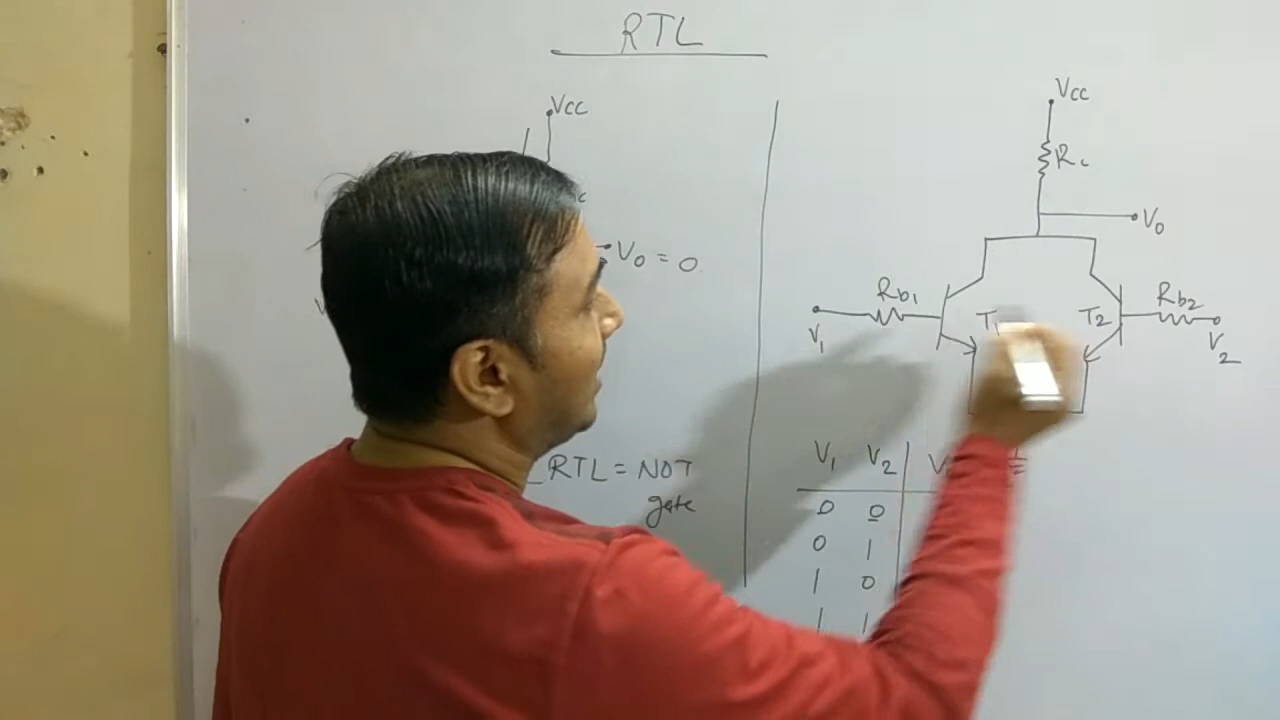 RTL
Vcc
V₀ = 0
RTL = NOT
gate
Vcc
Rc
V₀
Rb₁
T₁
T₂
Rb₂
V₁
V₂
V₁ V₂
0 0
0 1
1 0
1 1